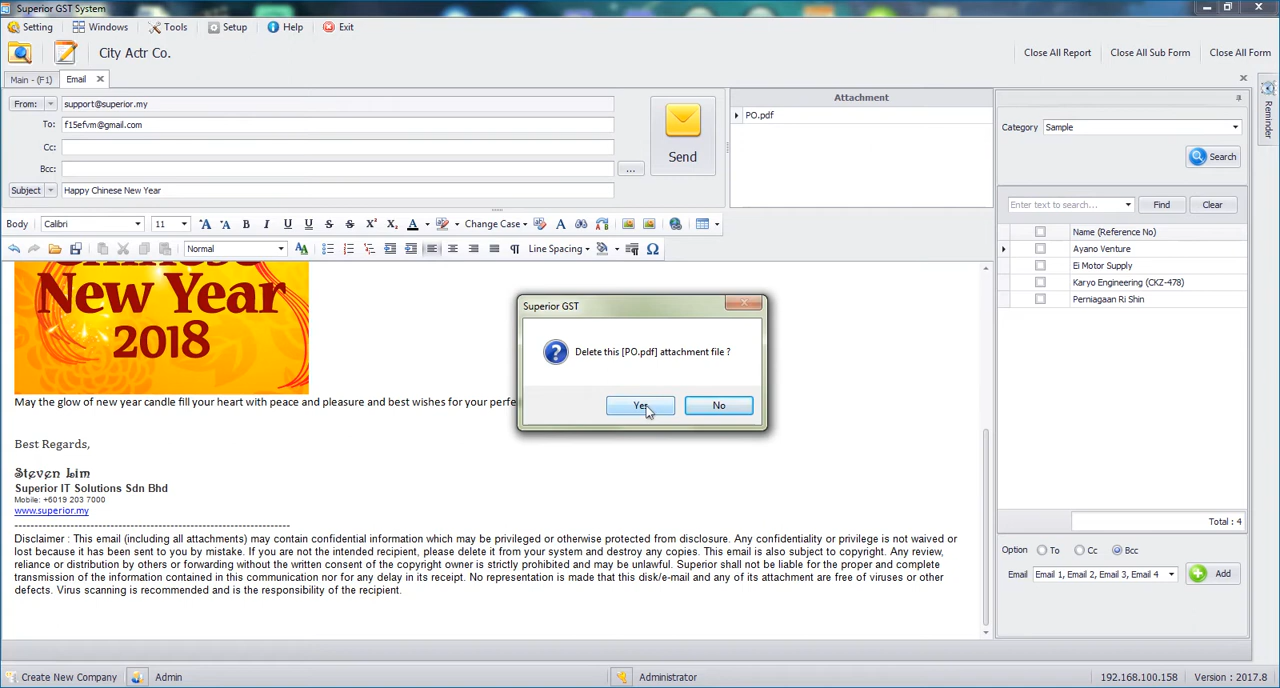 Superior GST System
Setting Windows Tools Setup Help Exit
City Actr Co.
Close All Report Close All Sub Form Close All Form
Main - (F1) Email
From: support@superior.my
To: f15efvm@gmail.com
Cc:
Bcc: ...
Subject Happy Chinese New Year
Send
Attachment
PO.pdf
Category Sample
Search
Reminder
Enter text to search... Find Clear
Name (Reference No)
Ayano Venture
Ei Motor Supply
Karyo Engineering (CKZ-478)
Perniagaan Ri Shin
Total : 4
Option To Cc Bcc
Email Email 1, Email 2, Email 3, Email 4 Add
Body Calibri 11 A A B I U U S S X² X₂ A Change Case A
Normal Line Spacing
Chinese
New Year
2018
May the glow of new year candle fill your heart with peace and pleasure and best wishes for your perfe
Best Regards,
Steven Lim
Superior IT Solutions Sdn Bhd
Mobile: +6019 203 7000
www.superior.my
--------------------------------------------------------------------
Disclaimer : This email (including all attachments) may contain confidential information which may be privileged or otherwise protected from disclosure. Any confidentiality or privilege is not waived or
lost because it has been sent to you by mistake. If you are not the intended recipient, please delete it from your system and destroy any copies. This email is also subject to copyright. Any review,
reliance or distribution by others or forwarding without the written consent of the copyright owner is strictly prohibited and may be unlawful. Superior shall not be liable for the proper and complete
transmission of the information contained in this communication nor for any delay in its receipt. No representation is made that this disk/e-mail and any of its attachment are free of viruses or other
defects. Virus scanning is recommended and is the responsibility of the recipient.
Superior GST
Delete this [PO.pdf] attachment file ?
Yes No
Create New Company Admin Administrator 192.168.100.158 Version : 2017.8